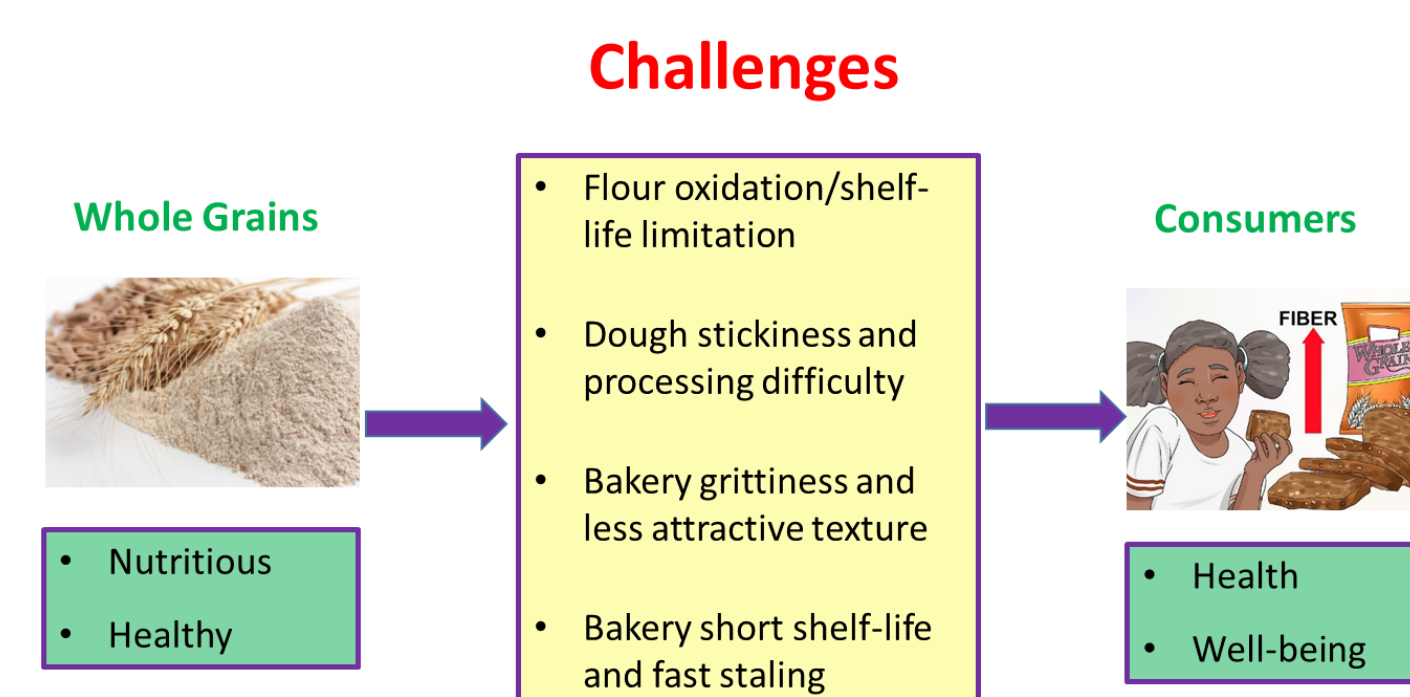 Challenges
Whole Grains
• Nutritious
• Healthy
• Flour oxidation/shelf-
life limitation
• Dough stickiness and
processing difficulty
• Bakery grittiness and
less attractive texture
• Bakery short shelf-life
and fast staling
Consumers
FIBER
• Health
• Well-being